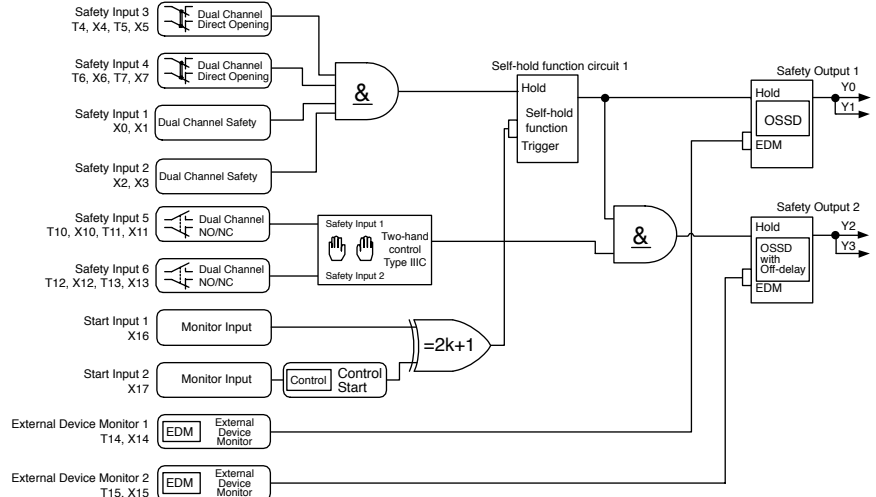 Safety Input 3
T4, X4, T5, X5
Dual Channel
Direct Opening
Safety Input 4
T6, X6, T7, X7
Dual Channel
Direct Opening
Safety Input 1
X0, X1
Dual Channel Safety
Safety Input 2
X2, X3
Dual Channel Safety
&
Self-hold function circuit 1
Hold
Self-hold
function
Trigger
Safety Output 1
Hold
OSSD
EDM
Y0
Y1
Safety Input 5
T10, X10, T11, X11
Dual Channel
NO/NC
Safety Input 6
T12, X12, T13, X13
Dual Channel
NO/NC
Safety Input 1
Two-hand
control
Type IIIC
Safety Input 2
&
Safety Output 2
Hold
OSSD
with
Off-delay
EDM
Y2
Y3
Start Input 1
X16
Monitor Input
Start Input 2
X17
Monitor Input
Control
Control
Start
=2k+1
External Device Monitor 1
T14, X14
EDM
External
Device
Monitor
External Device Monitor 2
T15, X15
EDM
External
Device
Monitor